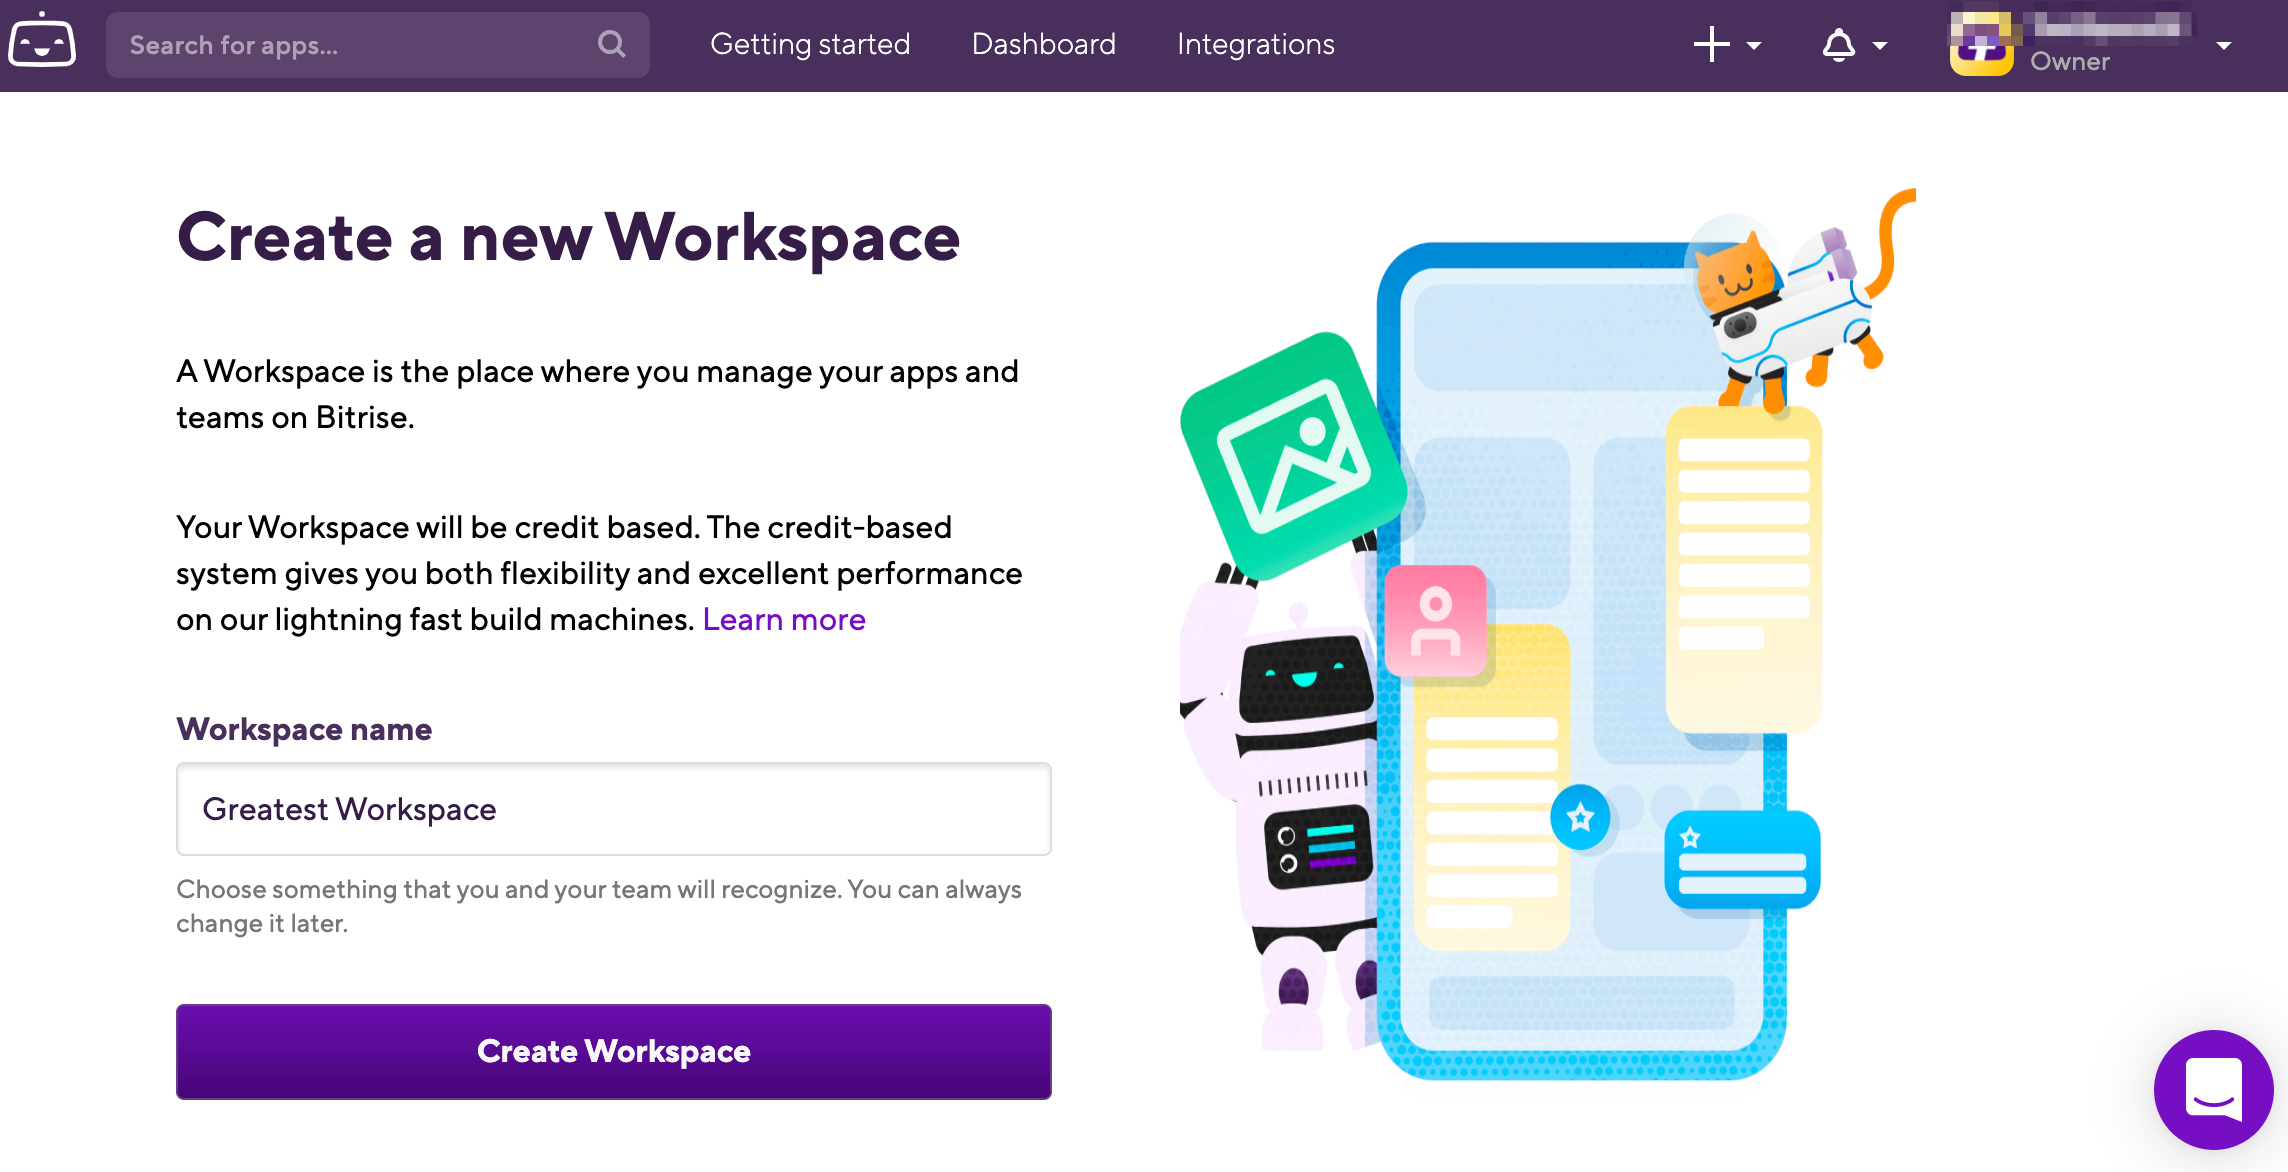 Search for apps...
Getting started
Dashboard
Integrations
Owner
Create a new Workspace
A Workspace is the place where you manage your apps and
teams on Bitrise.
Your Workspace will be credit based. The credit-based
system gives you both flexibility and excellent performance
on our lightning fast build machines. Learn more
Workspace name
Greatest Workspace
Choose something that you and your team will recognize. You can always
change it later.
Create Workspace